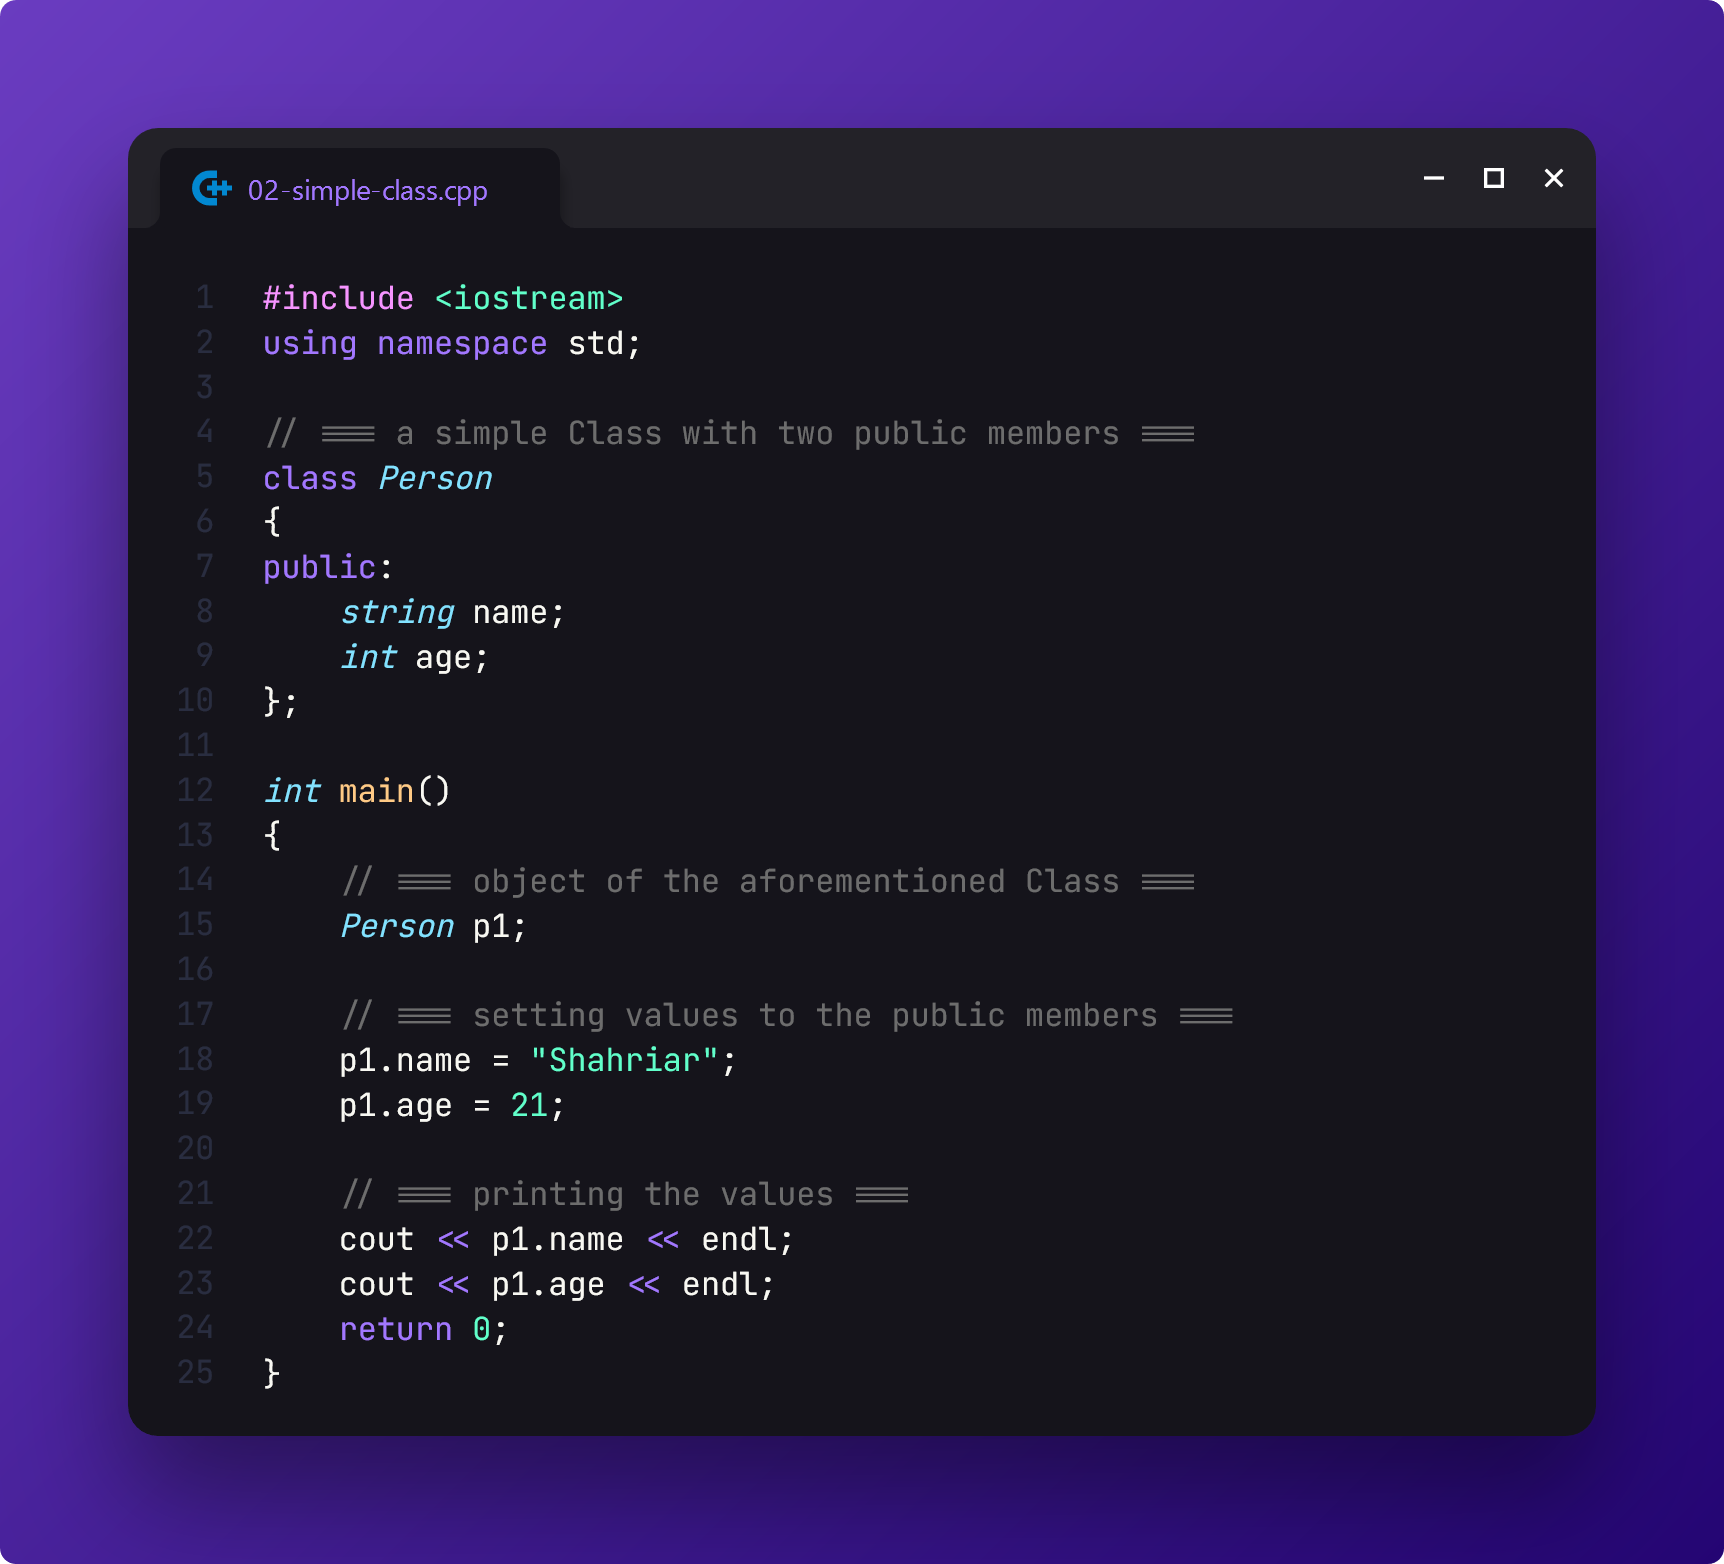 02-simple-class.cpp
1 #include <iostream>
2 using namespace std;
3
4 // === a simple Class with two public members ===
5 class Person
6 {
7 public:
8     string name;
9     int age;
10 };
11
12 int main()
13 {
14     // === object of the aforementioned Class ===
15     Person p1;
16
17     // === setting values to the public members ===
18     p1.name = "Shahriar";
19     p1.age = 21;
20
21     // === printing the values ===
22     cout << p1.name << endl;
23     cout << p1.age << endl;
24     return 0;
25 }